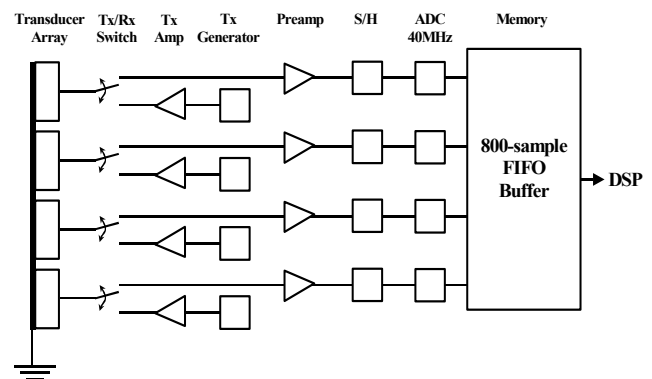 Transducer Array
Tx/Rx Switch
Tx Amp
Tx Generator
Preamp
S/H
ADC 40MHz
Memory
800-sample
FIFO
Buffer
DSP